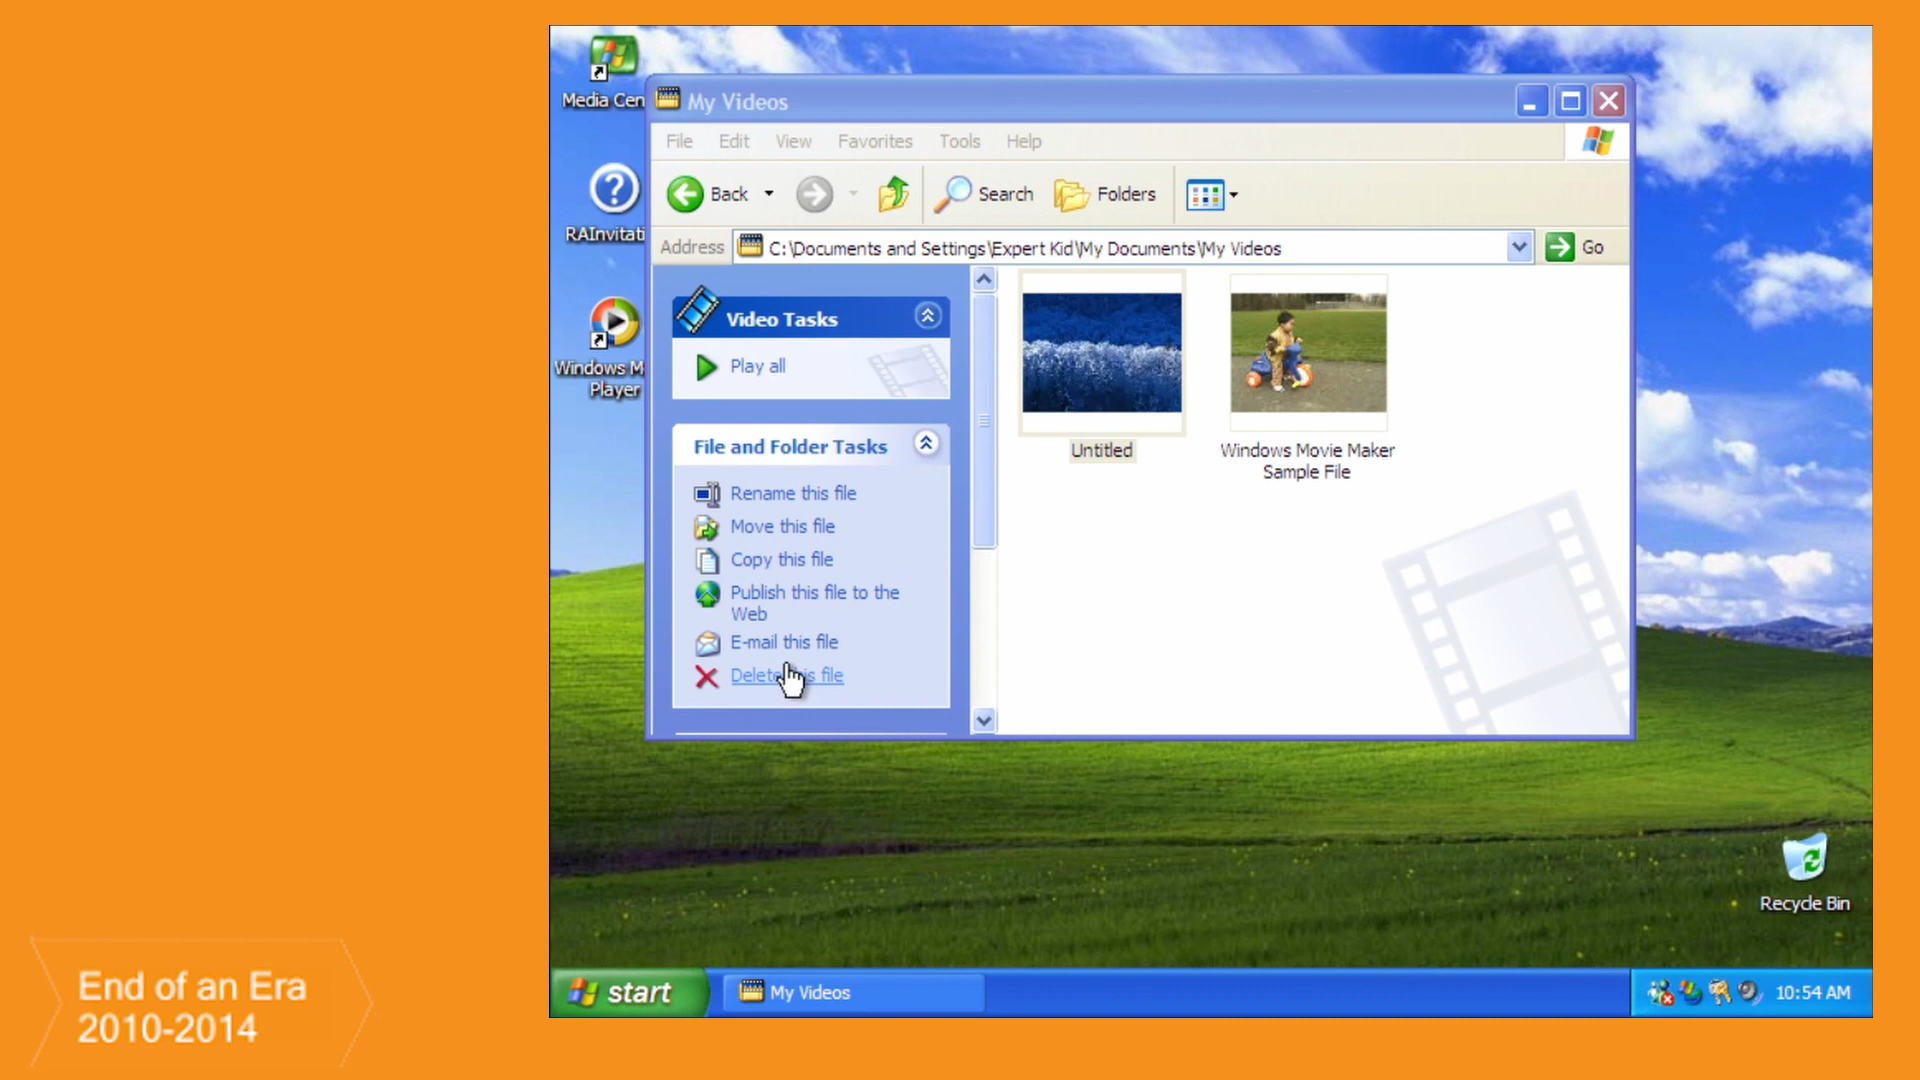 Media Cen
RAInvitati
Windows M
Player
My Videos
File Edit View Favorites Tools Help
Back Search Folders
Address C:\Documents and Settings\Expert Kid\My Documents\My Videos Go
Video Tasks
Play all
File and Folder Tasks
Rename this file
Move this file
Copy this file
Publish this file to the
Web
E-mail this file
Delete this file
Untitled
Windows Movie Maker
Sample File
Recycle Bin
start My Videos 10:54 AM
End of an Era
2010-2014